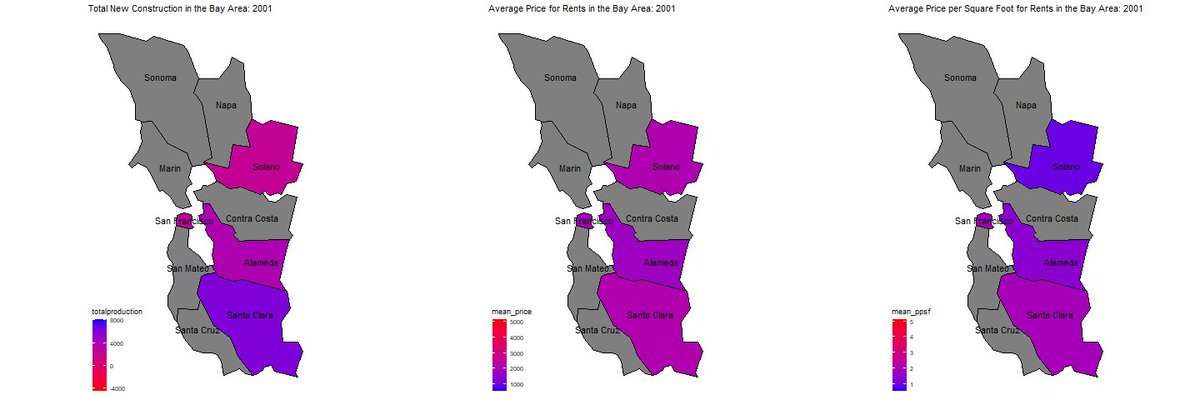 Total New Construction in the Bay Area: 2001
Sonoma
Napa
Marin
Solano
San Francisco
Contra Costa
San Mateo
Alameda
Santa Clara
Santa Cruz
totalproduction
8000
4000
0
-4000
Average Price for Rents in the Bay Area: 2001
Sonoma
Napa
Marin
Solano
San Francisco
Contra Costa
San Mateo
Alameda
Santa Clara
Santa Cruz
mean_price
5000
4000
3000
2000
1000
Average Price per Square Foot for Rents in the Bay Area: 2001
Sonoma
Napa
Marin
Solano
San Francisco
Contra Costa
San Mateo
Alameda
Santa Clara
Santa Cruz
mean_ppsf
5
4
3
2
1